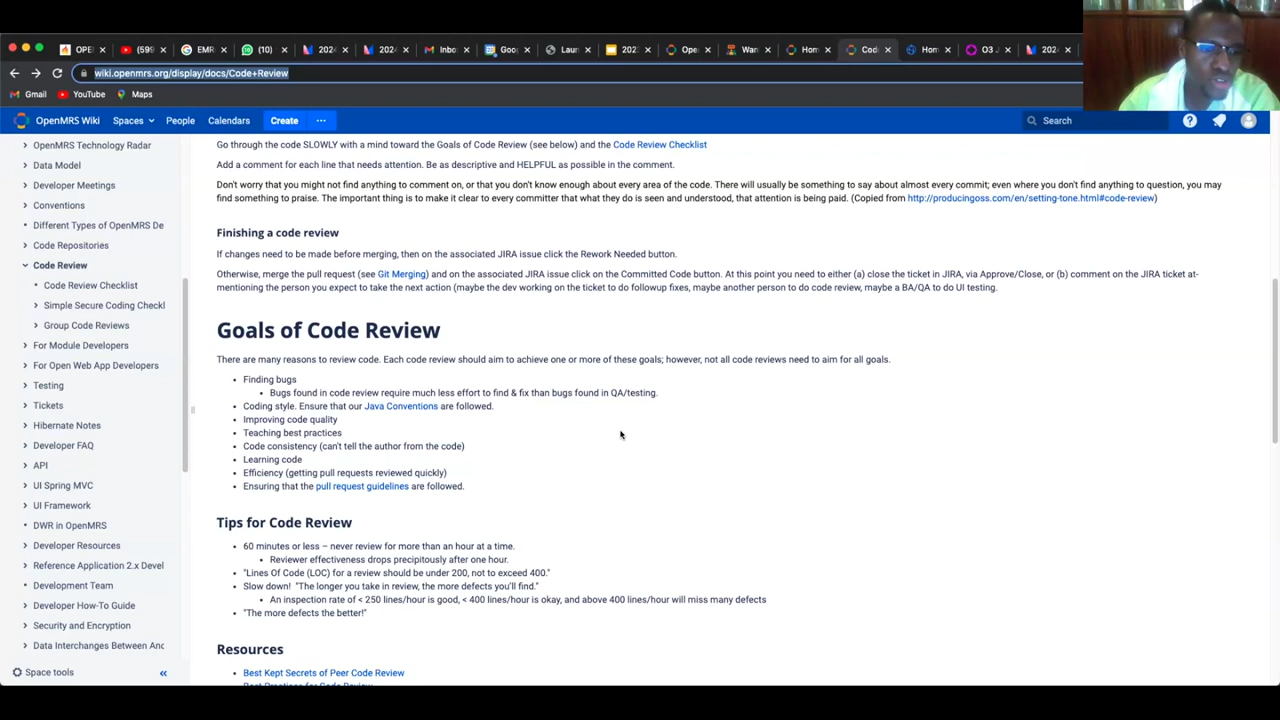 OPE
(599
EMR
(10)
2024
2024
Inbo
Goo
Laun
202
Ope
Wan
Hom
Cod
Hom
O3 J
2024
wiki.openmrs.org/display/docs/Code+Review
Gmail YouTube Maps
OpenMRS Wiki Spaces People Calendars Create ··· Search
OpenMRS Technology Radar
Data Model
Developer Meetings
Conventions
Different Types of OpenMRS De
Code Repositories
Code Review
Code Review Checklist
Simple Secure Coding Checkl
Group Code Reviews
For Module Developers
For Open Web App Developers
Testing
Tickets
Hibernate Notes
Developer FAQ
API
UI Spring MVC
UI Framework
DWR in OpenMRS
Developer Resources
Reference Application 2.x Devel
Development Team
Developer How-To Guide
Security and Encryption
Data Interchanges Between Anc
Space tools «
Go through the code SLOWLY with a mind toward the Goals of Code Review (see below) and the Code Review Checklist
Add a comment for each line that needs attention. Be as descriptive and HELPFUL as possible in the comment.
Don't worry that you might not find anything to comment on, or that you don't know enough about every area of the code. There will usually be something to say about almost every commit; even where you don't find anything to question, you may
find something to praise. The important thing is to make it clear to every committer that what they do is seen and understood, that attention is being paid. (Copied from http://producingoss.com/en/setting-tone.html#code-review)
Finishing a code review
If changes need to be made before merging, then on the associated JIRA issue click the Rework Needed button.
Otherwise, merge the pull request (see Git Merging) and on the associated JIRA issue click on the Committed Code button. At this point you need to either (a) close the ticket in JIRA, via Approve/Close, or (b) comment on the JIRA ticket at-
mentioning the person you expect to take the next action (maybe the dev working on the ticket to do followup fixes, maybe another person to do code review, maybe a BA/QA to do UI testing.
Goals of Code Review
There are many reasons to review code. Each code review should aim to achieve one or more of these goals; however, not all code reviews need to aim for all goals.
• Finding bugs
• Bugs found in code review require much less effort to find & fix than bugs found in QA/testing.
• Coding style. Ensure that our Java Conventions are followed.
• Improving code quality
• Teaching best practices
• Code consistency (can't tell the author from the code)
• Learning code
• Efficiency (getting pull requests reviewed quickly)
• Ensuring that the pull request guidelines are followed.
Tips for Code Review
• 60 minutes or less – never review for more than an hour at a time.
• Reviewer effectiveness drops precipitously after one hour.
• "Lines Of Code (LOC) for a review should be under 200, not to exceed 400."
• Slow down! "The longer you take in review, the more defects you'll find."
• An inspection rate of < 250 lines/hour is good, < 400 lines/hour is okay, and above 400 lines/hour will miss many defects
• "The more defects the better!"
Resources
• Best Kept Secrets of Peer Code Review